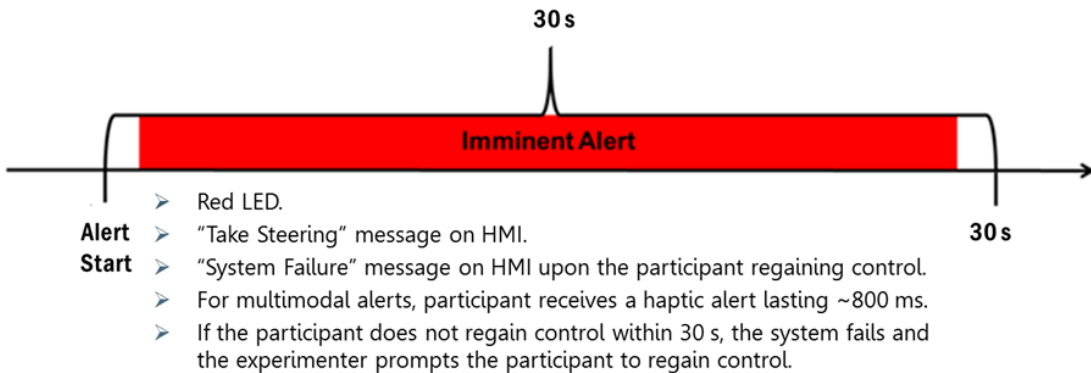 30 s
Imminent Alert
Alert
Start
30 s
➢ Red LED.
➢ “Take Steering” message on HMI.
➢ “System Failure” message on HMI upon the participant regaining control.
➢ For multimodal alerts, participant receives a haptic alert lasting ~800 ms.
➢ If the participant does not regain control within 30 s, the system fails and
the experimenter prompts the participant to regain control.